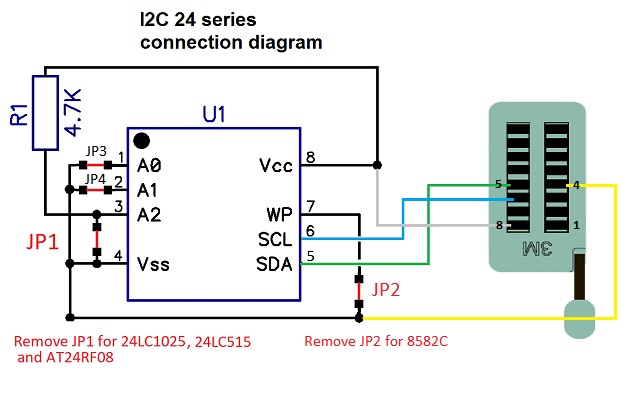 I2C 24 series
connection diagram
R1
4.7K
U1
JP3
JP4
1 A0
2 A1
3 A2
4 Vss
Vcc 8
WP 7
SCL 6
SDA 5
JP1
JP2
5 4
8 1
3M
Remove JP1 for 24LC1025, 24LC515
and AT24RF08
Remove JP2 for 8582C